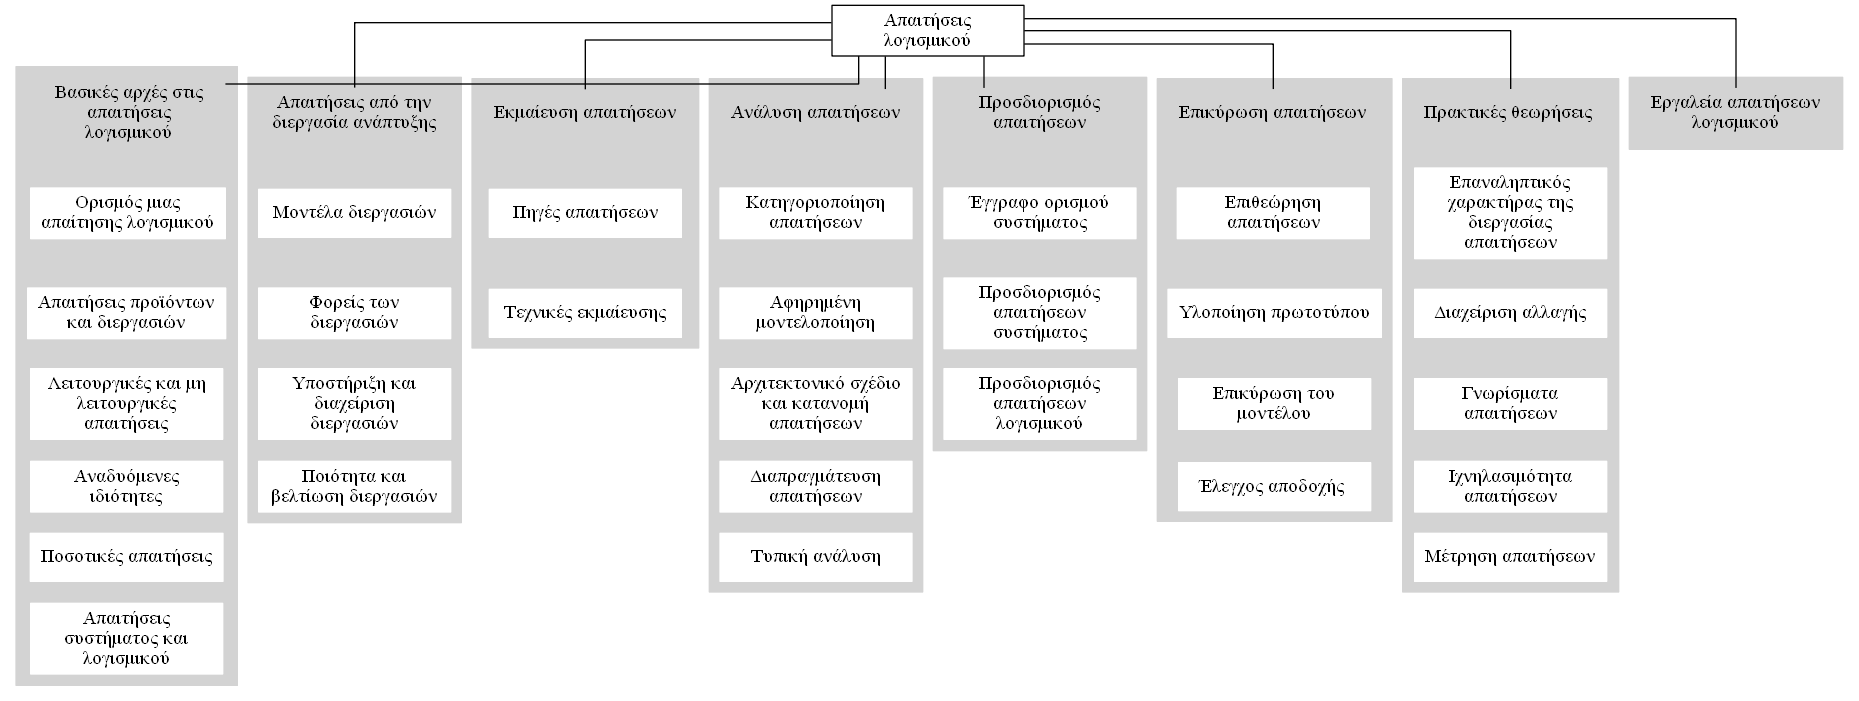 Απαιτήσεις
λογισμικού
Βασικές αρχές στις
απαιτήσεις
λογισμικού
Ορισμός μιας
απαίτησης λογισμικού
Απαιτήσεις προϊόντων
και διεργασιών
Λειτουργικές και μη
λειτουργικές
απαιτήσεις
Αναδυόμενες
ιδιότητες
Ποσοτικές απαιτήσεις
Απαιτήσεις
συστήματος και
λογισμικού
Απαιτήσεις από την
διεργασία ανάπτυξης
Μοντέλα διεργασιών
Φορείς των
διεργασιών
Υποστήριξη και
διαχείριση
διεργασιών
Ποιότητα και
βελτίωση διεργασιών
Εκμαίευση απαιτήσεων
Πηγές απαιτήσεων
Τεχνικές εκμαίευσης
Ανάλυση απαιτήσεων
Κατηγοριοποίηση
απαιτήσεων
Αφηρημένη
μοντελοποίηση
Αρχιτεκτονικό σχέδιο
και κατανομή
απαιτήσεων
Διαπραγμάτευση
απαιτήσεων
Τυπική ανάλυση
Προσδιορισμός
απαιτήσεων
Έγγραφο ορισμού
συστήματος
Προσδιορισμός
απαιτήσεων
συστήματος
Προσδιορισμός
απαιτήσεων
λογισμικού
Επικύρωση απαιτήσεων
Επιθεώρηση
απαιτήσεων
Υλοποίηση πρωτοτύπου
Επικύρωση του
μοντέλου
Έλεγχος αποδοχής
Πρακτικές θεωρήσεις
Επαναληπτικός
χαρακτήρας της
διεργασίας
απαιτήσεων
Διαχείριση αλλαγής
Γνωρίσματα
απαιτήσεων
Ιχνηλασιμότητα
απαιτήσεων
Μέτρηση απαιτήσεων
Εργαλεία απαιτήσεων
λογισμικού